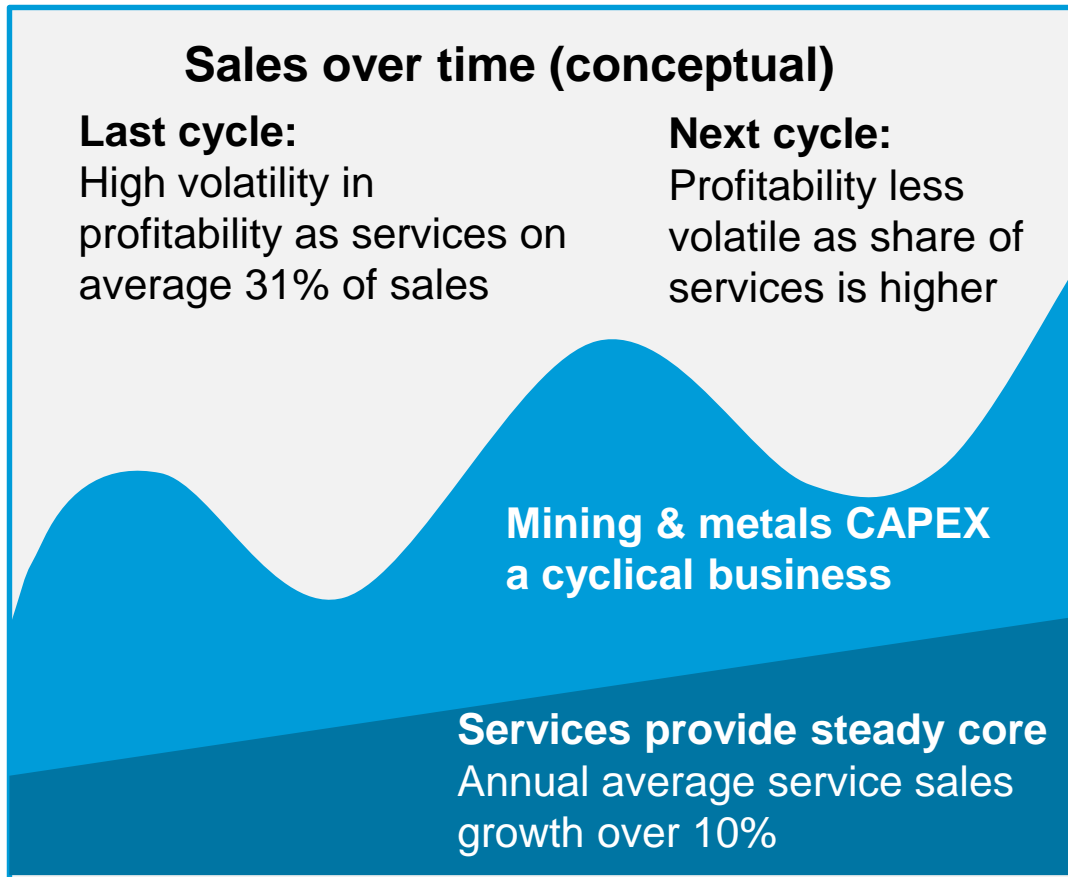 Sales over time (conceptual)
Last cycle:
High volatility in
profitability as services on
average 31% of sales
Next cycle:
Profitability less
volatile as share of
services is higher
Mining & metals CAPEX
a cyclical business
Services provide steady core
Annual average service sales
growth over 10%